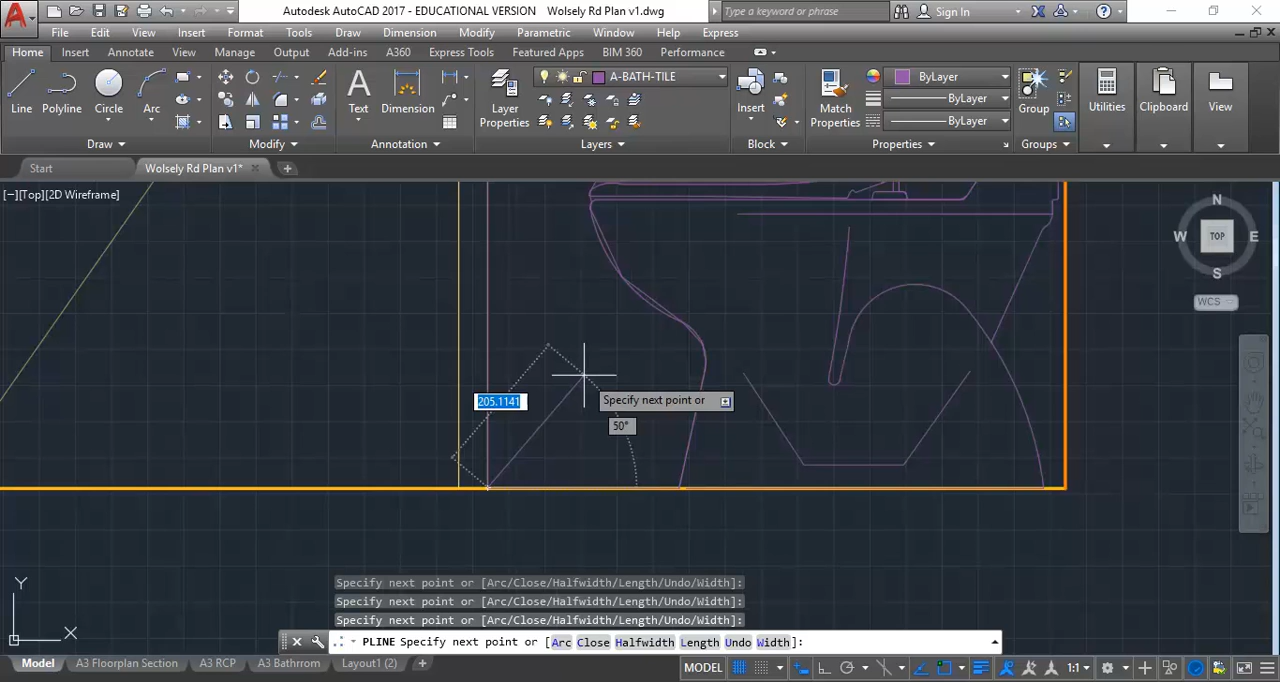 Autodesk AutoCAD 2017 - EDUCATIONAL VERSION Wolsely Rd Plan v1.dwg
Type a keyword or phrase
Sign In
File Edit View Insert Format Tools Draw Dimension Modify Parametric Window Help Express
Home Insert Annotate View Manage Output Add-ins A360 Express Tools Featured Apps BIM 360 Performance
A-BATH-TILE
ByLayer
ByLayer
ByLayer
Line Polyline Circle Arc Text Dimension Layer Properties Insert Match Properties Group Utilities Clipboard View
Draw Modify Annotation Layers Block Properties Groups
Start Wolsely Rd Plan v1*
[−][Top][2D Wireframe]
N
W TOP E
S
WCS
205.1141 Specify next point or
50°
Specify next point or [Arc/Close/Halfwidth/Length/Undo/Width]:
Specify next point or [Arc/Close/Halfwidth/Length/Undo/Width]:
Specify next point or [Arc/Close/Halfwidth/Length/Undo/Width]:
Y
X
PLINE Specify next point or [Arc Close Halfwidth Length Undo Width]:
Model A3 Floorplan Section A3 RCP A3 Bathrrom Layout1 (2)
MODEL 1:1